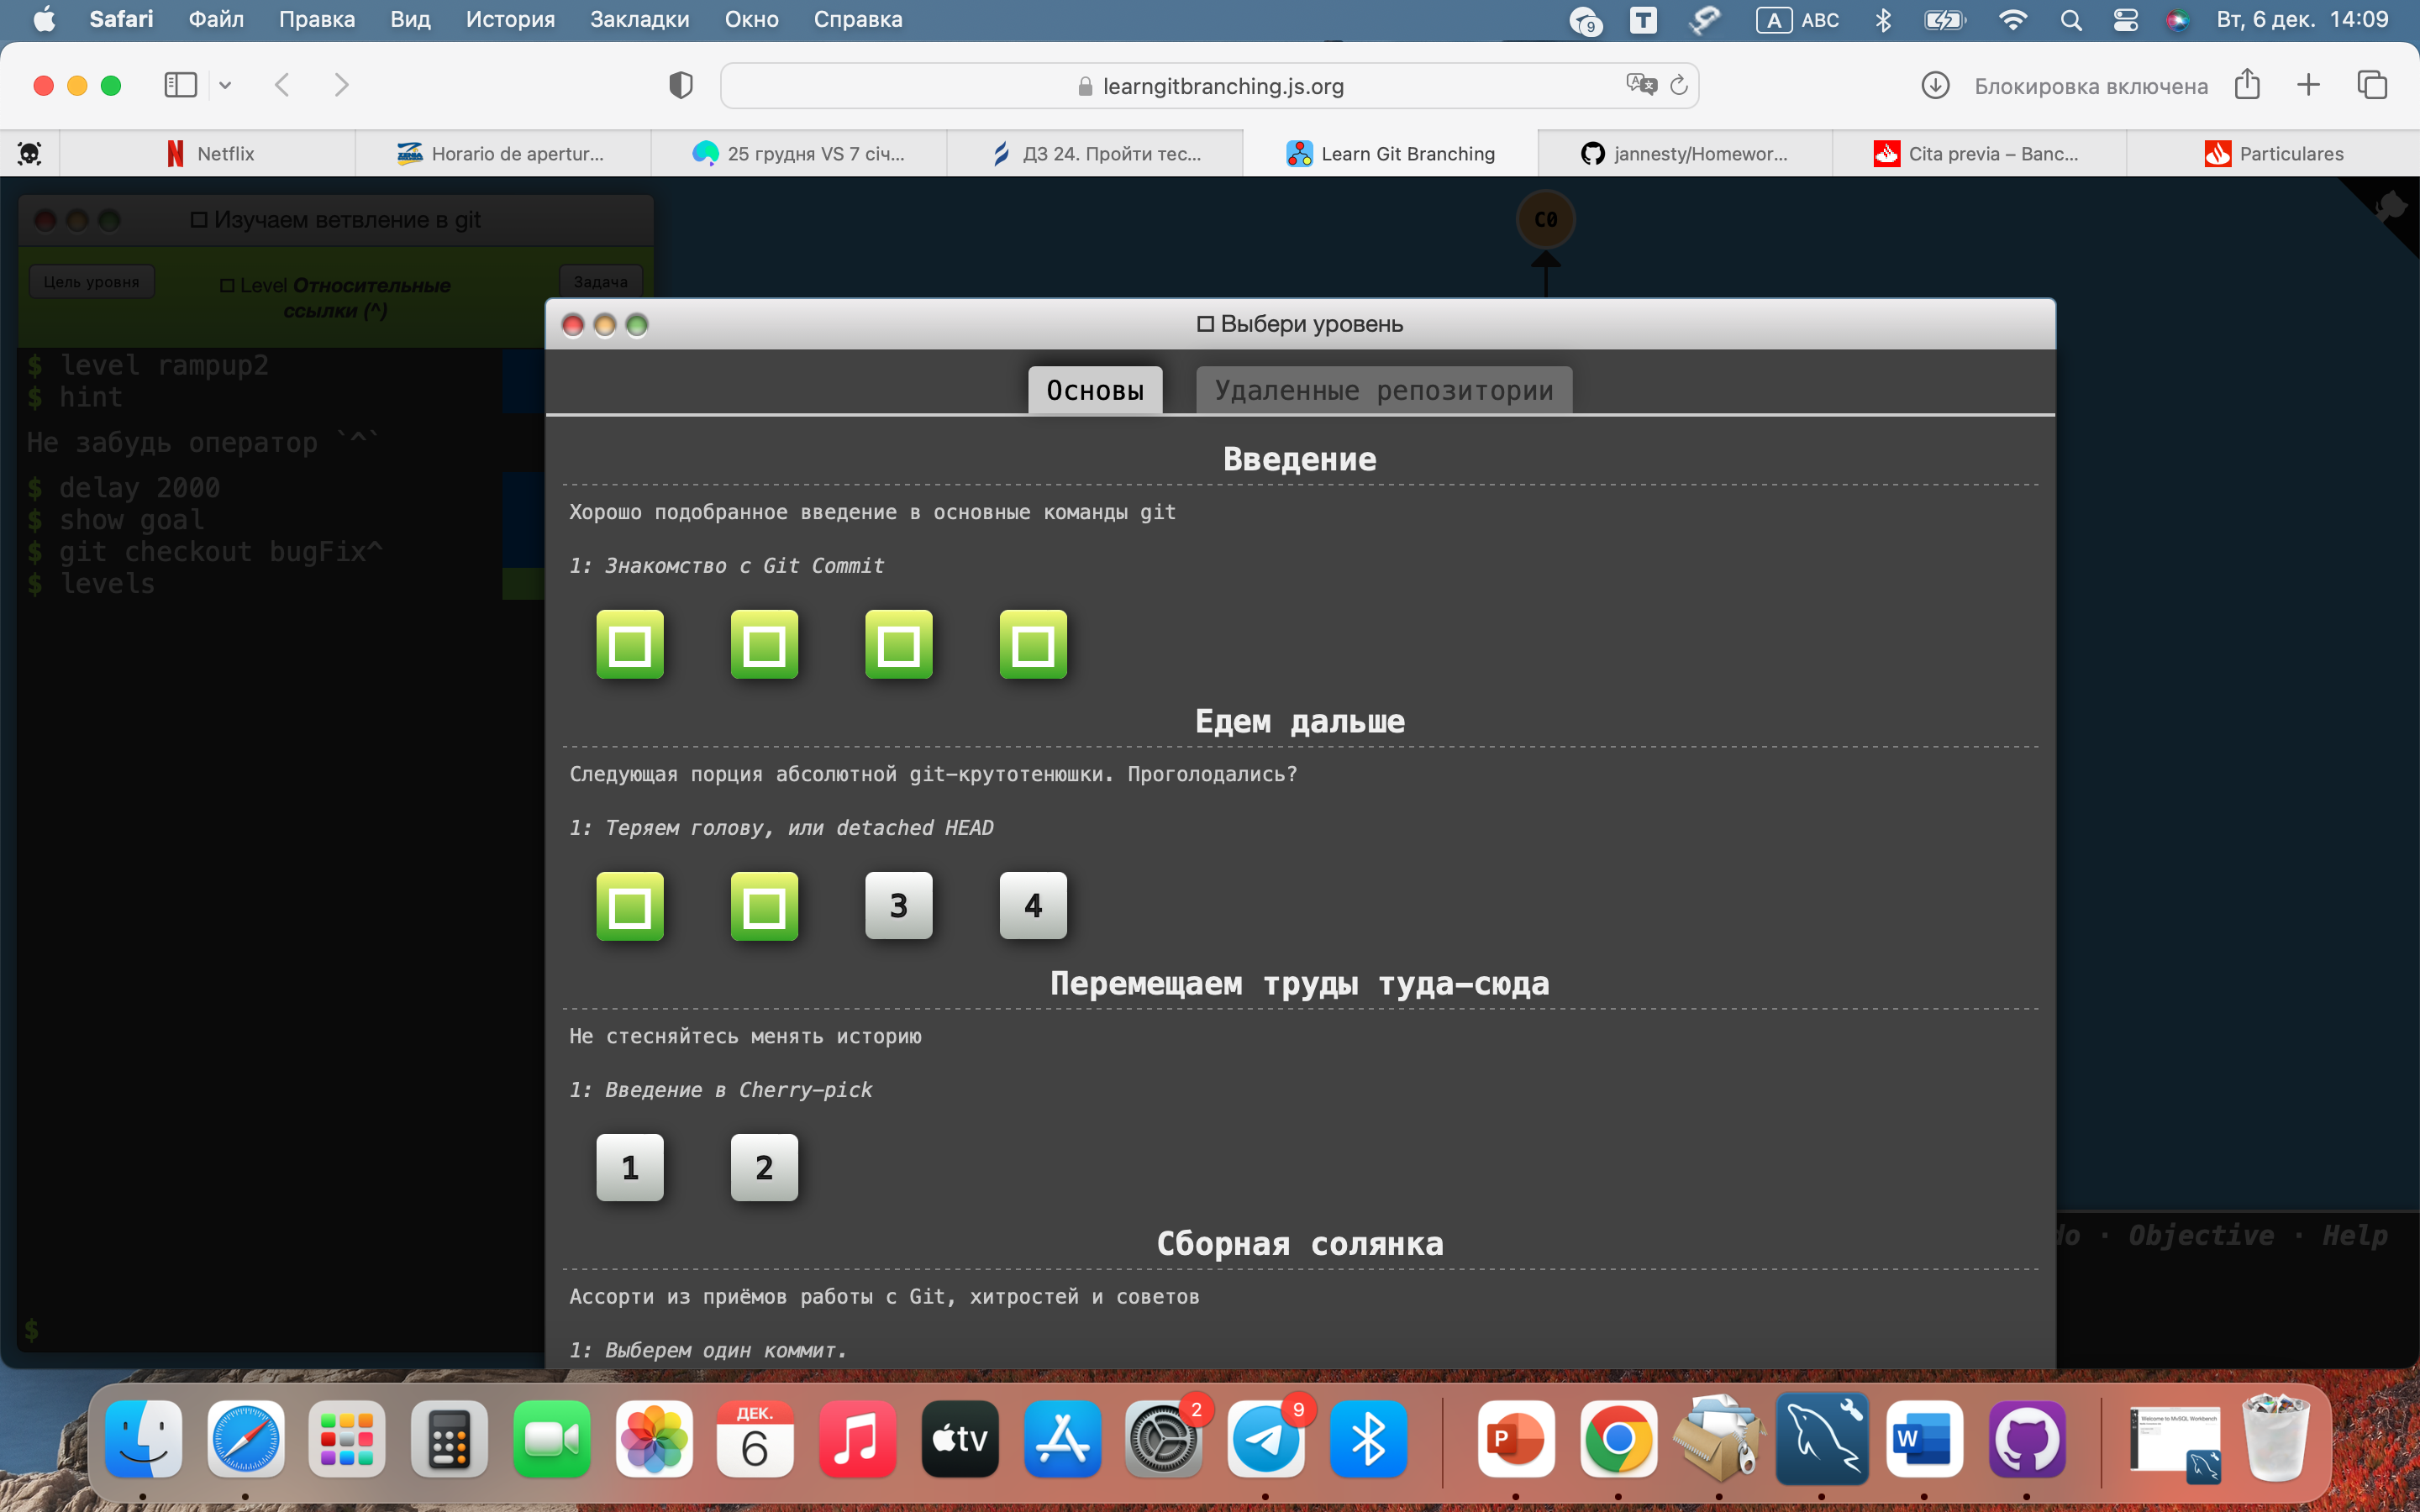 Safari Файл Правка Вид История Закладки Окно Справка 9 T A ABC Вт, 6 дек. 14:09
learngitbranching.js.org Блокировка включена
Netflix Horario de apertur... 25 грудня VS 7 січ... ДЗ 24. Пройти тес... Learn Git Branching jannesty/Homewor... Cita previa – Banc... Particulares
Изучаем ветвление в git
C0
Цель уровня
Level Относительные ссылки (^)
Задача
$ level rampup2
$ hint
Не забудь оператор `^`
$ delay 2000
$ show goal
$ git checkout bugFix^
$ levels
$
Выбери уровень
Основы Удаленные репозитории
Введение
Хорошо подобранное введение в основные команды git
1: Знакомство с Git Commit
Едем дальше
Следующая порция абсолютной git-крутотенюшки. Проголодались?
1: Теряем голову, или detached HEAD
3 4
Перемещаем труды туда-сюда
Не стесняйтесь менять историю
1: Введение в Cherry-pick
1 2
Сборная солянка
Ассорти из приёмов работы с Git, хитростей и советов
1: Выберем один коммит.
do · Objective · Help
ДЕК. 6 tv 2 9 P W
Welcome to MySQL Workbench